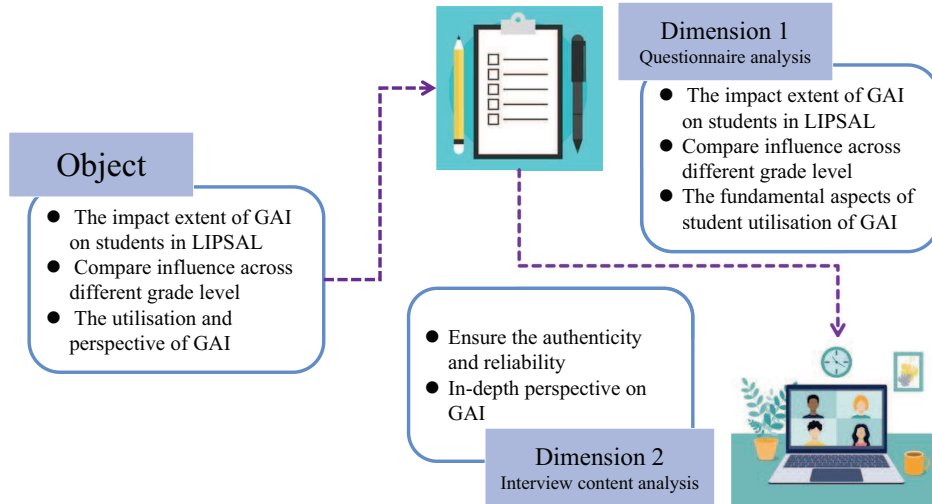 Object
● The impact extent of GAI
on students in LIPSAL
● Compare influence across
different grade level
● The utilisation and
perspective of GAI
Dimension 1
Questionnaire analysis
● The impact extent of GAI
on students in LIPSAL
● Compare influence across
different grade level
● The fundamental aspects of
student utilisation of GAI
● Ensure the authenticity
and reliability
● In-depth perspective on
GAI
Dimension 2
Interview content analysis